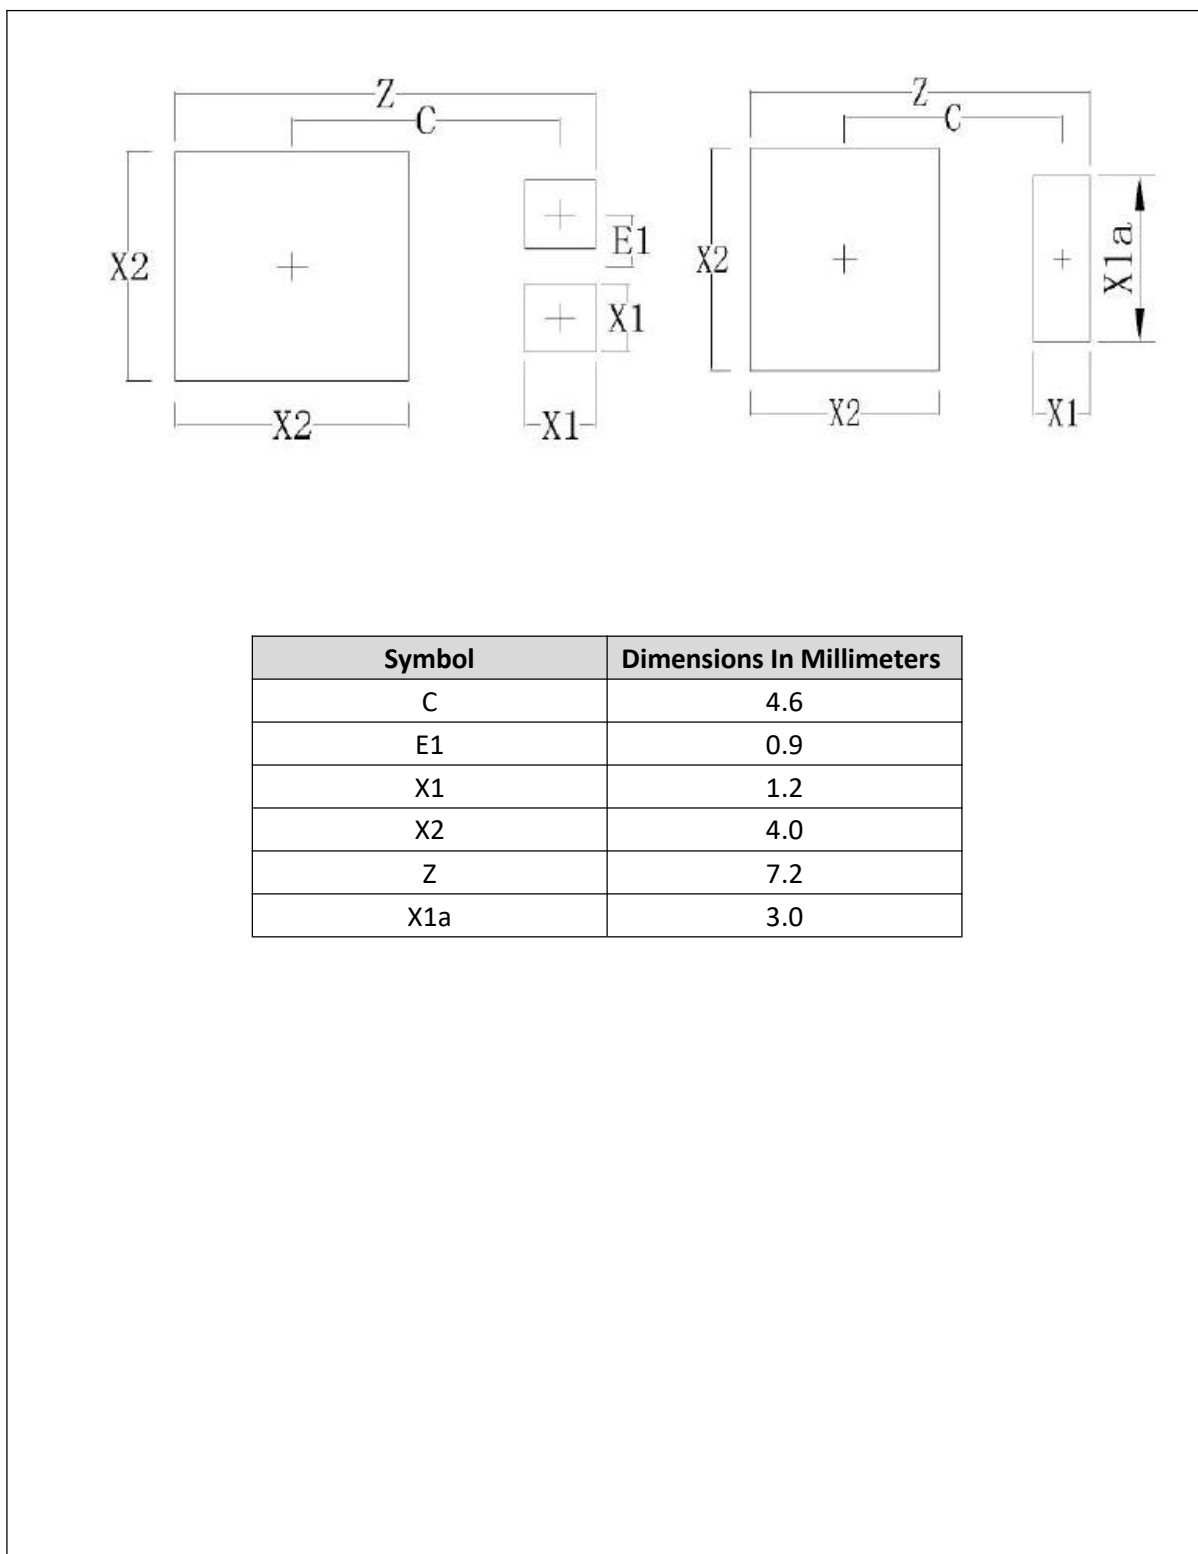 Z
C
X2
E1
X1
X2
X1
Z
C
X2
X1a
X2
X1
Symbol Dimensions In Millimeters
C 4.6
E1 0.9
X1 1.2
X2 4.0
Z 7.2
X1a 3.0